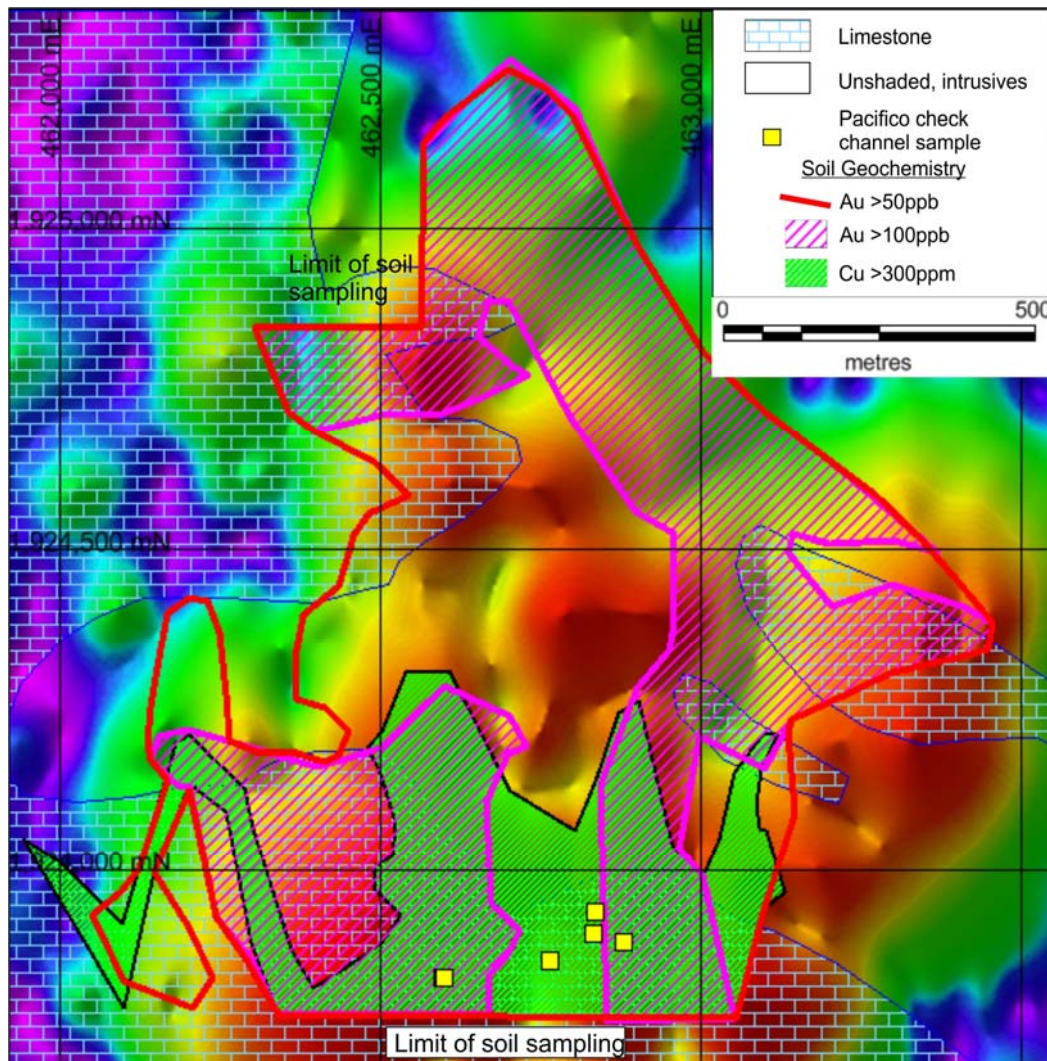 462,000 mE
462,500 mE
463,000 mE
Limestone
Unshaded, intrusives
Pacifico check
channel sample
Soil Geochemistry
Au >50ppb
Au >100ppb
Cu >300ppm
0 500
metres
1,925,000 mN
Limit of soil
sampling
1,924,500 mN
1,924,000 mN
Limit of soil sampling